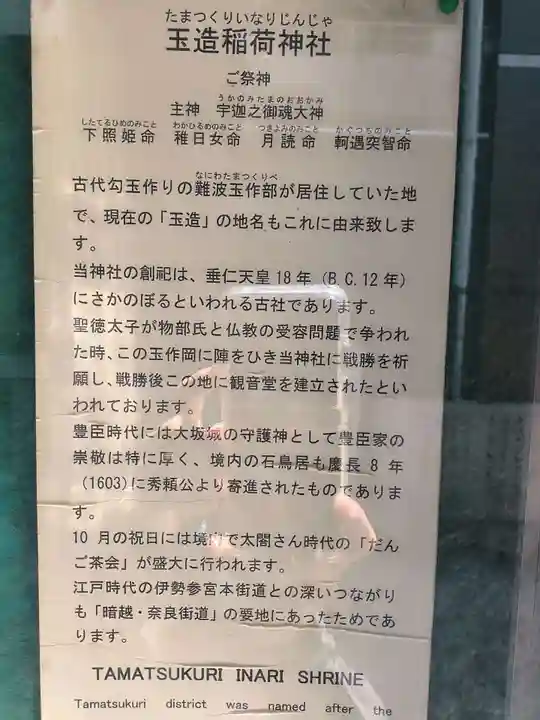 たまつくりいなりじんじゃ
玉造稲荷神社
ご祭神
うかのみたまのおおかみ
主神 宇迦之御魂大神
したてるひめのみこと わかひるめのみこと つきよみのみこと かぐつちのみこと
下照姫命 稚日女命 月読命 軻遇突智命
なにわたまつくりべ
古代勾玉作りの難波玉作部が居住していた地
で、現在の「玉造」の地名もこれに由来致しま
す。
当神社の創祀は、垂仁天皇18年（B.C.12年）
にさかのぼるといわれる古社であります。
聖徳太子が物部氏と仏教の受容問題で争われ
た時、この玉作岡に陣をひき当神社に戦勝を祈
願し、戦勝後この地に観音堂を建立されたとい
われております。
豊臣時代には大坂城の守護神として豊臣家の
崇敬は特に厚く、境内の石鳥居も慶長 8 年
（1603)に秀頼公より寄進されたものでありま
す。
10 月の祝日には境内で太閤さん時代の「だん
ご茶会」が盛大に行われます。
江戸時代の伊勢参宮本街道との深いつながり
も「暗越・奈良街道」の要地にあったためであ
ります。
TAMATSUKURI INARI SHRINE
Tamatsukuri district was named after the